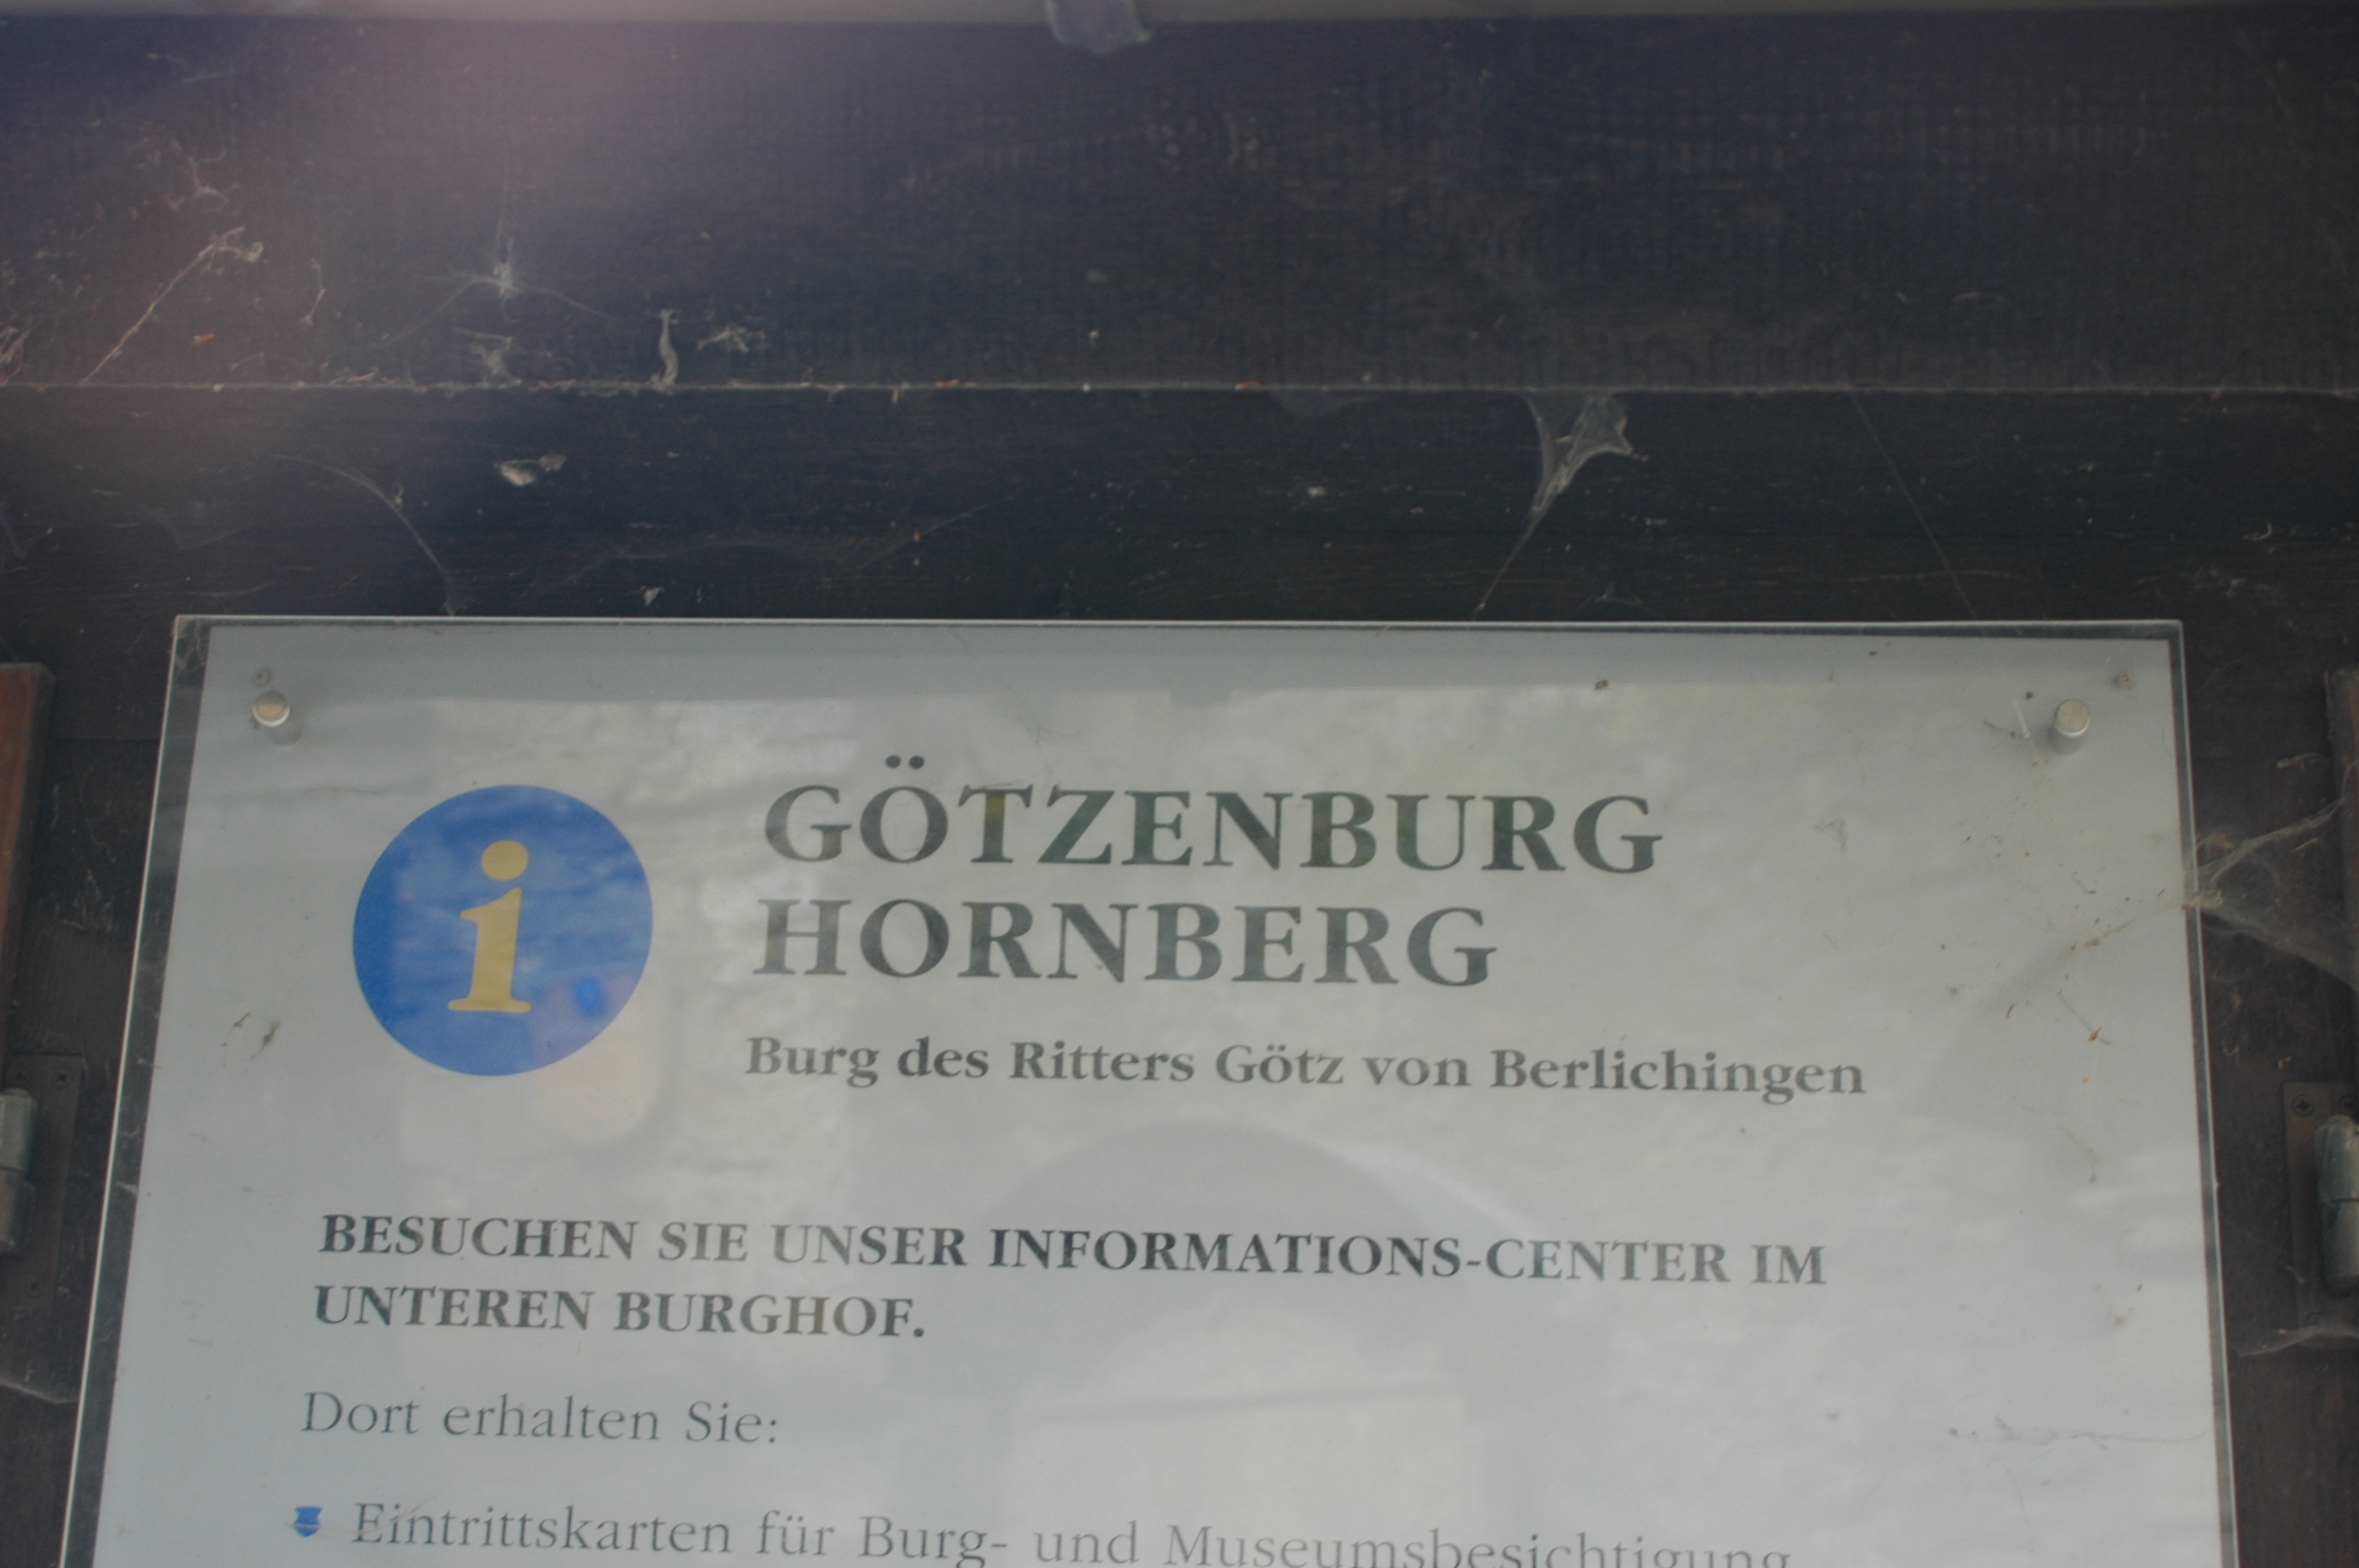 i
GÖTZENBURG
HORNBERG
Burg des Ritters Götz von Berlichingen
BESUCHEN SIE UNSER INFORMATIONS-CENTER IM
UNTEREN BURGHOF.
Dort erhalten Sie:
Eintrittskarten für Burg- und Museumsbesichtigung